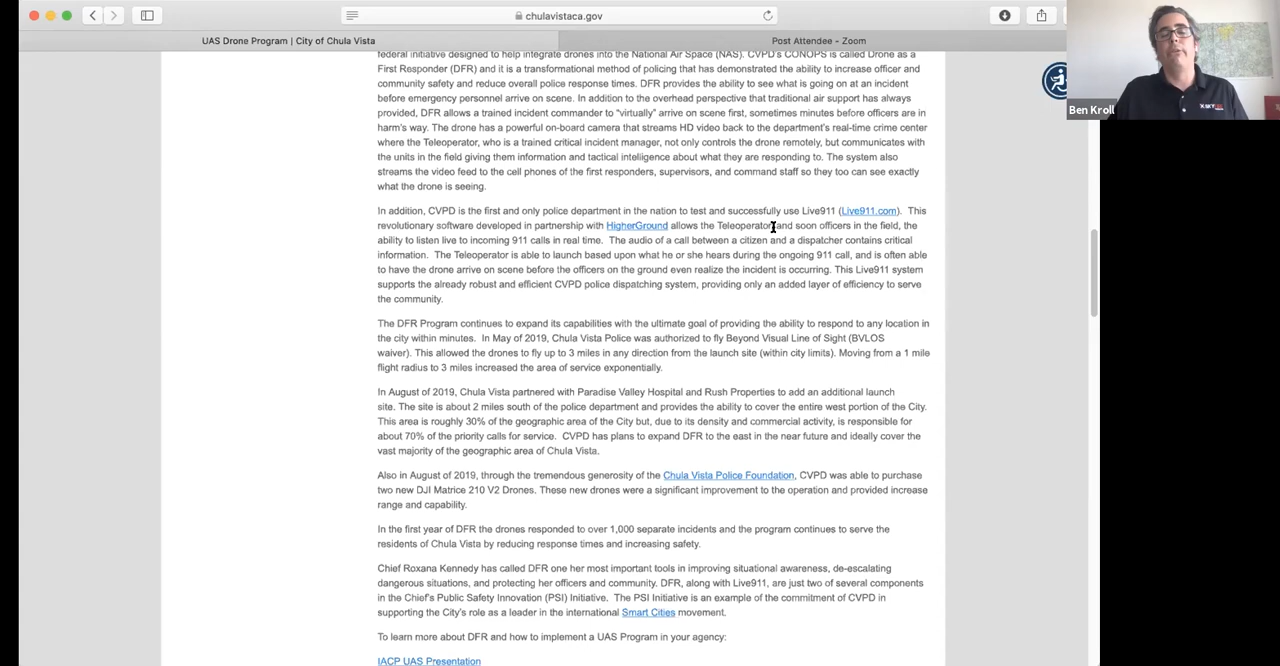 chulavistaca.gov
UAS Drone Program | City of Chula Vista
Post Attendee - Zoom
federal initiative designed to help integrate drones into the National Air Space (NAS). CVPD's CONOPS is called Drone as a
First Responder (DFR) and it is a transformational method of policing that has demonstrated the ability to increase officer and
community safety and reduce overall police response times. DFR provides the ability to see what is going on at an incident
before emergency personnel arrive on scene. In addition to the overhead perspective that traditional air support has always
provided, DFR allows a trained incident commander to "virtually" arrive on scene first, sometimes minutes before officers are in
harm's way. The drone has a powerful on-board camera that streams HD video back to the department's real-time crime center
where the Teleoperator, who is a trained critical incident manager, not only controls the drone remotely, but communicates with
the units in the field giving them information and tactical intelligence about what they are responding to. The system also
streams the video feed to the cell phones of the first responders, supervisors, and command staff so they too can see exactly
what the drone is seeing.
In addition, CVPD is the first and only police department in the nation to test and successfully use Live911 (Live911.com). This
revolutionary software developed in partnership with HigherGround allows the Teleoperator and soon officers in the field, the
ability to listen live to incoming 911 calls in real time. The audio of a call between a citizen and a dispatcher contains critical
information. The Teleoperator is able to launch based upon what he or she hears during the ongoing 911 call, and is often able
to have the drone arrive on scene before the officers on the ground even realize the incident is occurring. This Live911 system
supports the already robust and efficient CVPD police dispatching system, providing only an added layer of efficiency to serve
the community.
The DFR Program continues to expand its capabilities with the ultimate goal of providing the ability to respond to any location in
the city within minutes. In May of 2019, Chula Vista Police was authorized to fly Beyond Visual Line of Sight (BVLOS
waiver). This allowed the drones to fly up to 3 miles in any direction from the launch site (within city limits). Moving from a 1 mile
flight radius to 3 miles increased the area of service exponentially.
In August of 2019, Chula Vista partnered with Paradise Valley Hospital and Rush Properties to add an additional launch
site. The site is about 2 miles south of the police department and provides the ability to cover the entire west portion of the City.
This area is roughly 30% of the geographic area of the City but, due to its density and commercial activity, is responsible for
about 70% of the priority calls for service. CVPD has plans to expand DFR to the east in the near future and ideally cover the
vast majority of the geographic area of Chula Vista.
Also in August of 2019, through the tremendous generosity of the Chula Vista Police Foundation, CVPD was able to purchase
two new DJI Matrice 210 V2 Drones. These new drones were a significant improvement to the operation and provided increase
range and capability.
In the first year of DFR the drones responded to over 1,000 separate incidents and the program continues to serve the
residents of Chula Vista by reducing response times and increasing safety.
Chief Roxana Kennedy has called DFR one her most important tools in improving situational awareness, de-escalating
dangerous situations, and protecting her officers and community. DFR, along with Live911, are just two of several components
in the Chief's Public Safety Innovation (PSI) Initiative. The PSI Initiative is an example of the commitment of CVPD in
supporting the City's role as a leader in the international Smart Cities movement.
To learn more about DFR and how to implement a UAS Program in your agency:
IACP UAS Presentation
Ben Kroll